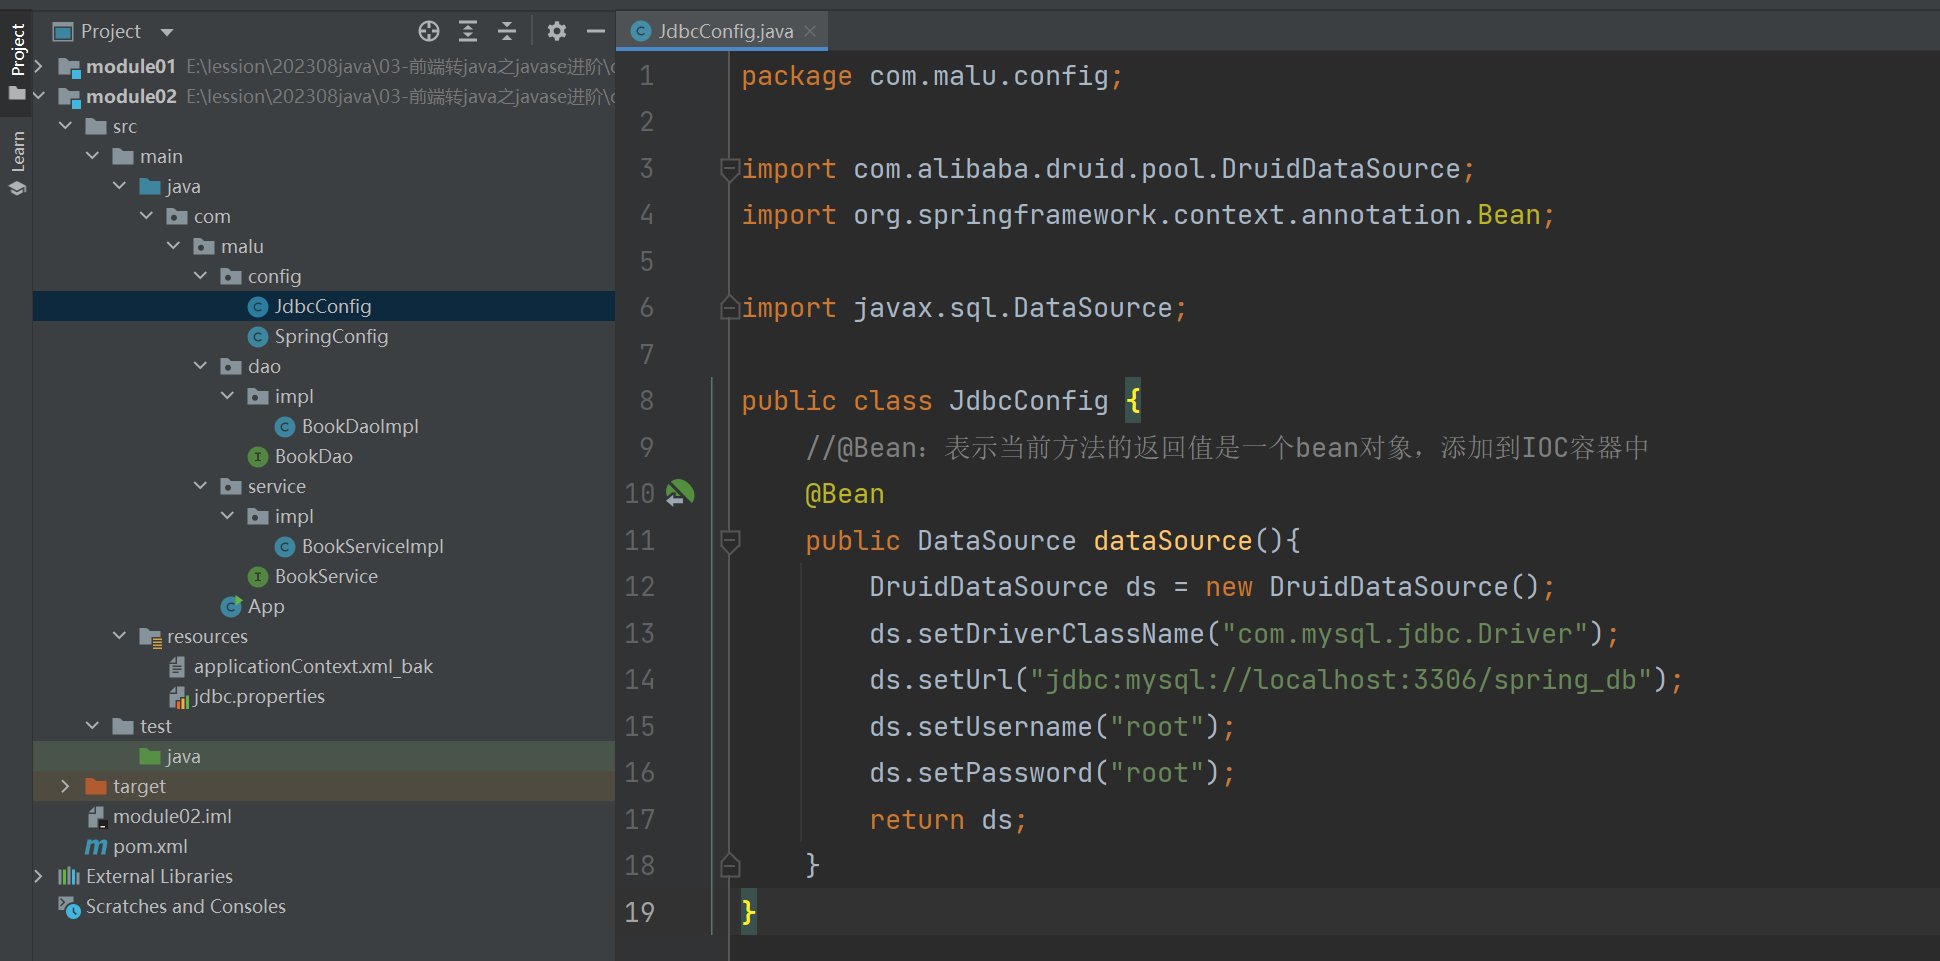 Project
Learn
Project
module01 E:\lession\202308java\03-前端转java之javase进阶\
module02 E:\lession\202308java\03-前端转java之javase进阶\
src
main
java
com
malu
config
JdbcConfig
SpringConfig
dao
impl
BookDaoImpl
BookDao
service
impl
BookServiceImpl
BookService
App
resources
applicationContext.xml_bak
jdbc.properties
test
java
target
module02.iml
pom.xml
External Libraries
Scratches and Consoles
JdbcConfig.java
1 package com.malu.config;
2
3 import com.alibaba.druid.pool.DruidDataSource;
4 import org.springframework.context.annotation.Bean;
5
6 import javax.sql.DataSource;
7
8 public class JdbcConfig {
9 //@Bean：表示当前方法的返回值是一个bean对象，添加到IOC容器中
10 @Bean
11 public DataSource dataSource(){
12 DruidDataSource ds = new DruidDataSource();
13 ds.setDriverClassName("com.mysql.jdbc.Driver");
14 ds.setUrl("jdbc:mysql://localhost:3306/spring_db");
15 ds.setUsername("root");
16 ds.setPassword("root");
17 return ds;
18 }
19 }